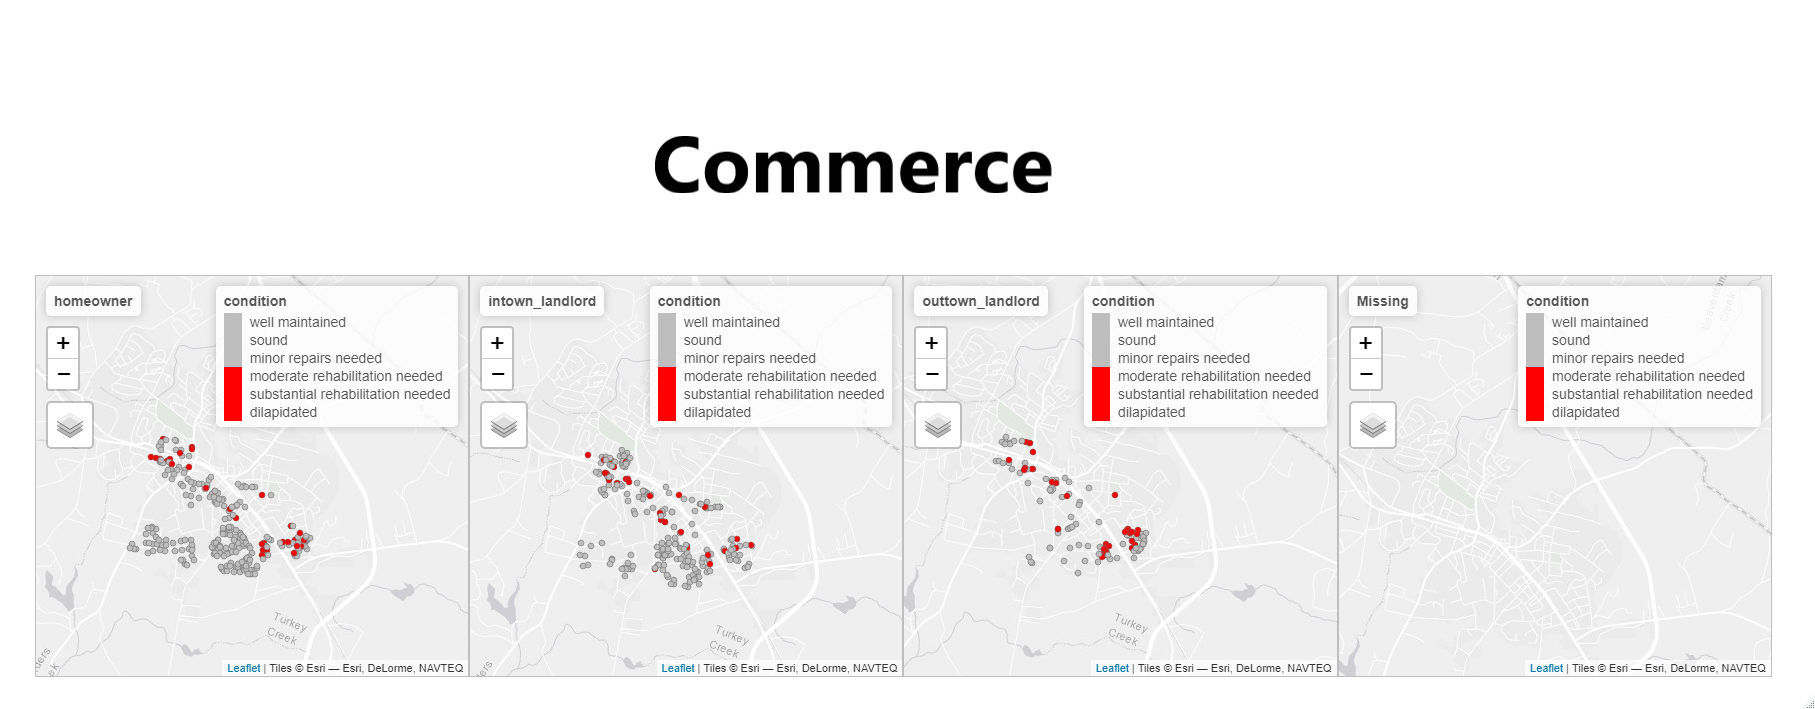 Commerce
homeowner
+
−
condition
well maintained
sound
minor repairs needed
moderate rehabilitation needed
substantial rehabilitation needed
dilapidated
Turkey
Creek
Leaflet | Tiles © Esri — Esri, DeLorme, NAVTEQ
intown_landlord
+
−
condition
well maintained
sound
minor repairs needed
moderate rehabilitation needed
substantial rehabilitation needed
dilapidated
Turkey
Creek
Leaflet | Tiles © Esri — Esri, DeLorme, NAVTEQ
outtown_landlord
+
−
condition
well maintained
sound
minor repairs needed
moderate rehabilitation needed
substantial rehabilitation needed
dilapidated
Turkey
Creek
Leaflet | Tiles © Esri — Esri, DeLorme, NAVTEQ
Missing
+
−
condition
well maintained
sound
minor repairs needed
moderate rehabilitation needed
substantial rehabilitation needed
dilapidated
Creek
Leaflet | Tiles © Esri — Esri, DeLorme, NAVTEQ